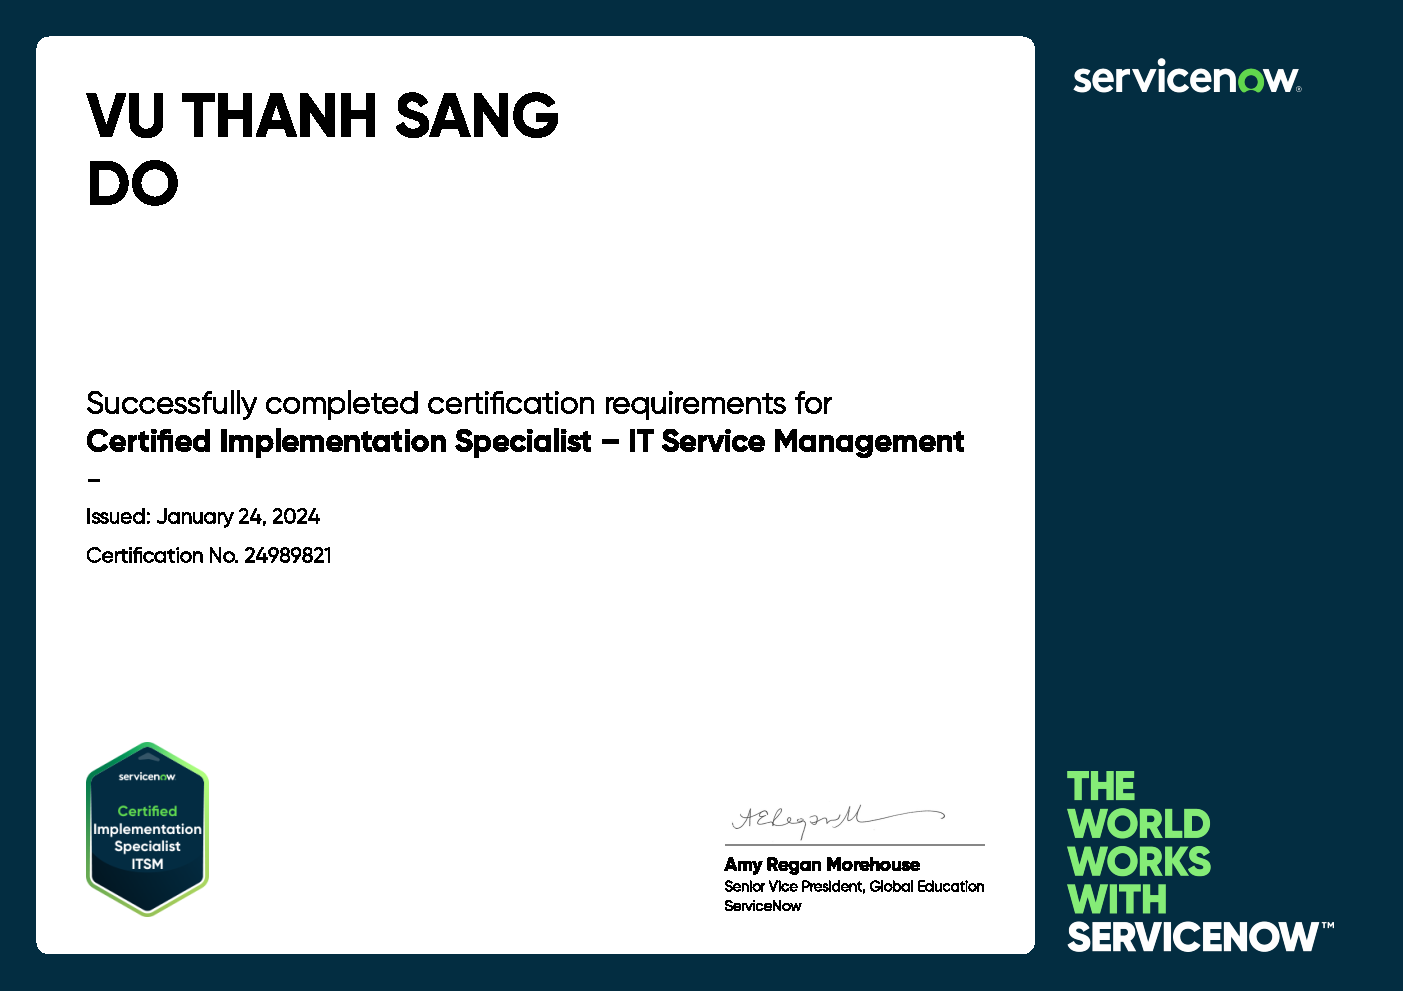 VU THANH SANG
DO
servicenow®
Successfully completed certification requirements for
Certified Implementation Specialist – IT Service Management
–
Issued: January 24, 2024
Certification No. 24989821
servicenow
Certified
Implementation
Specialist
ITSM
Amy Regan Morehouse
Senior Vice President, Global Education
ServiceNow
THE
WORLD
WORKS
WITH
SERVICENOW™